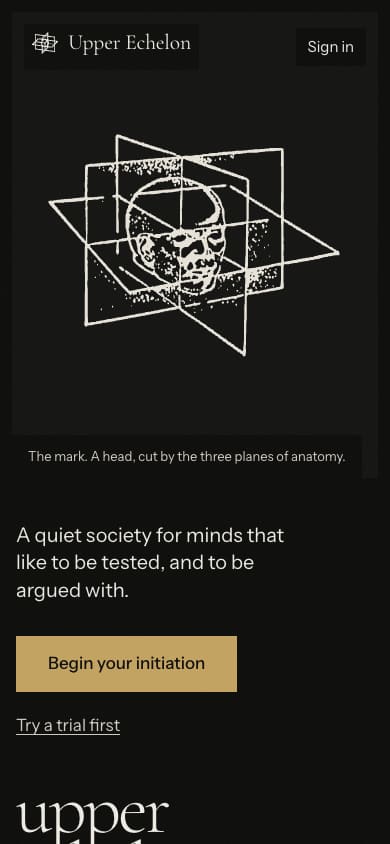 Upper Echelon
Sign in
The mark. A head, cut by the three planes of anatomy.
A quiet society for minds that
like to be tested, and to be
argued with.
Begin your initiation
Try a trial first
upper